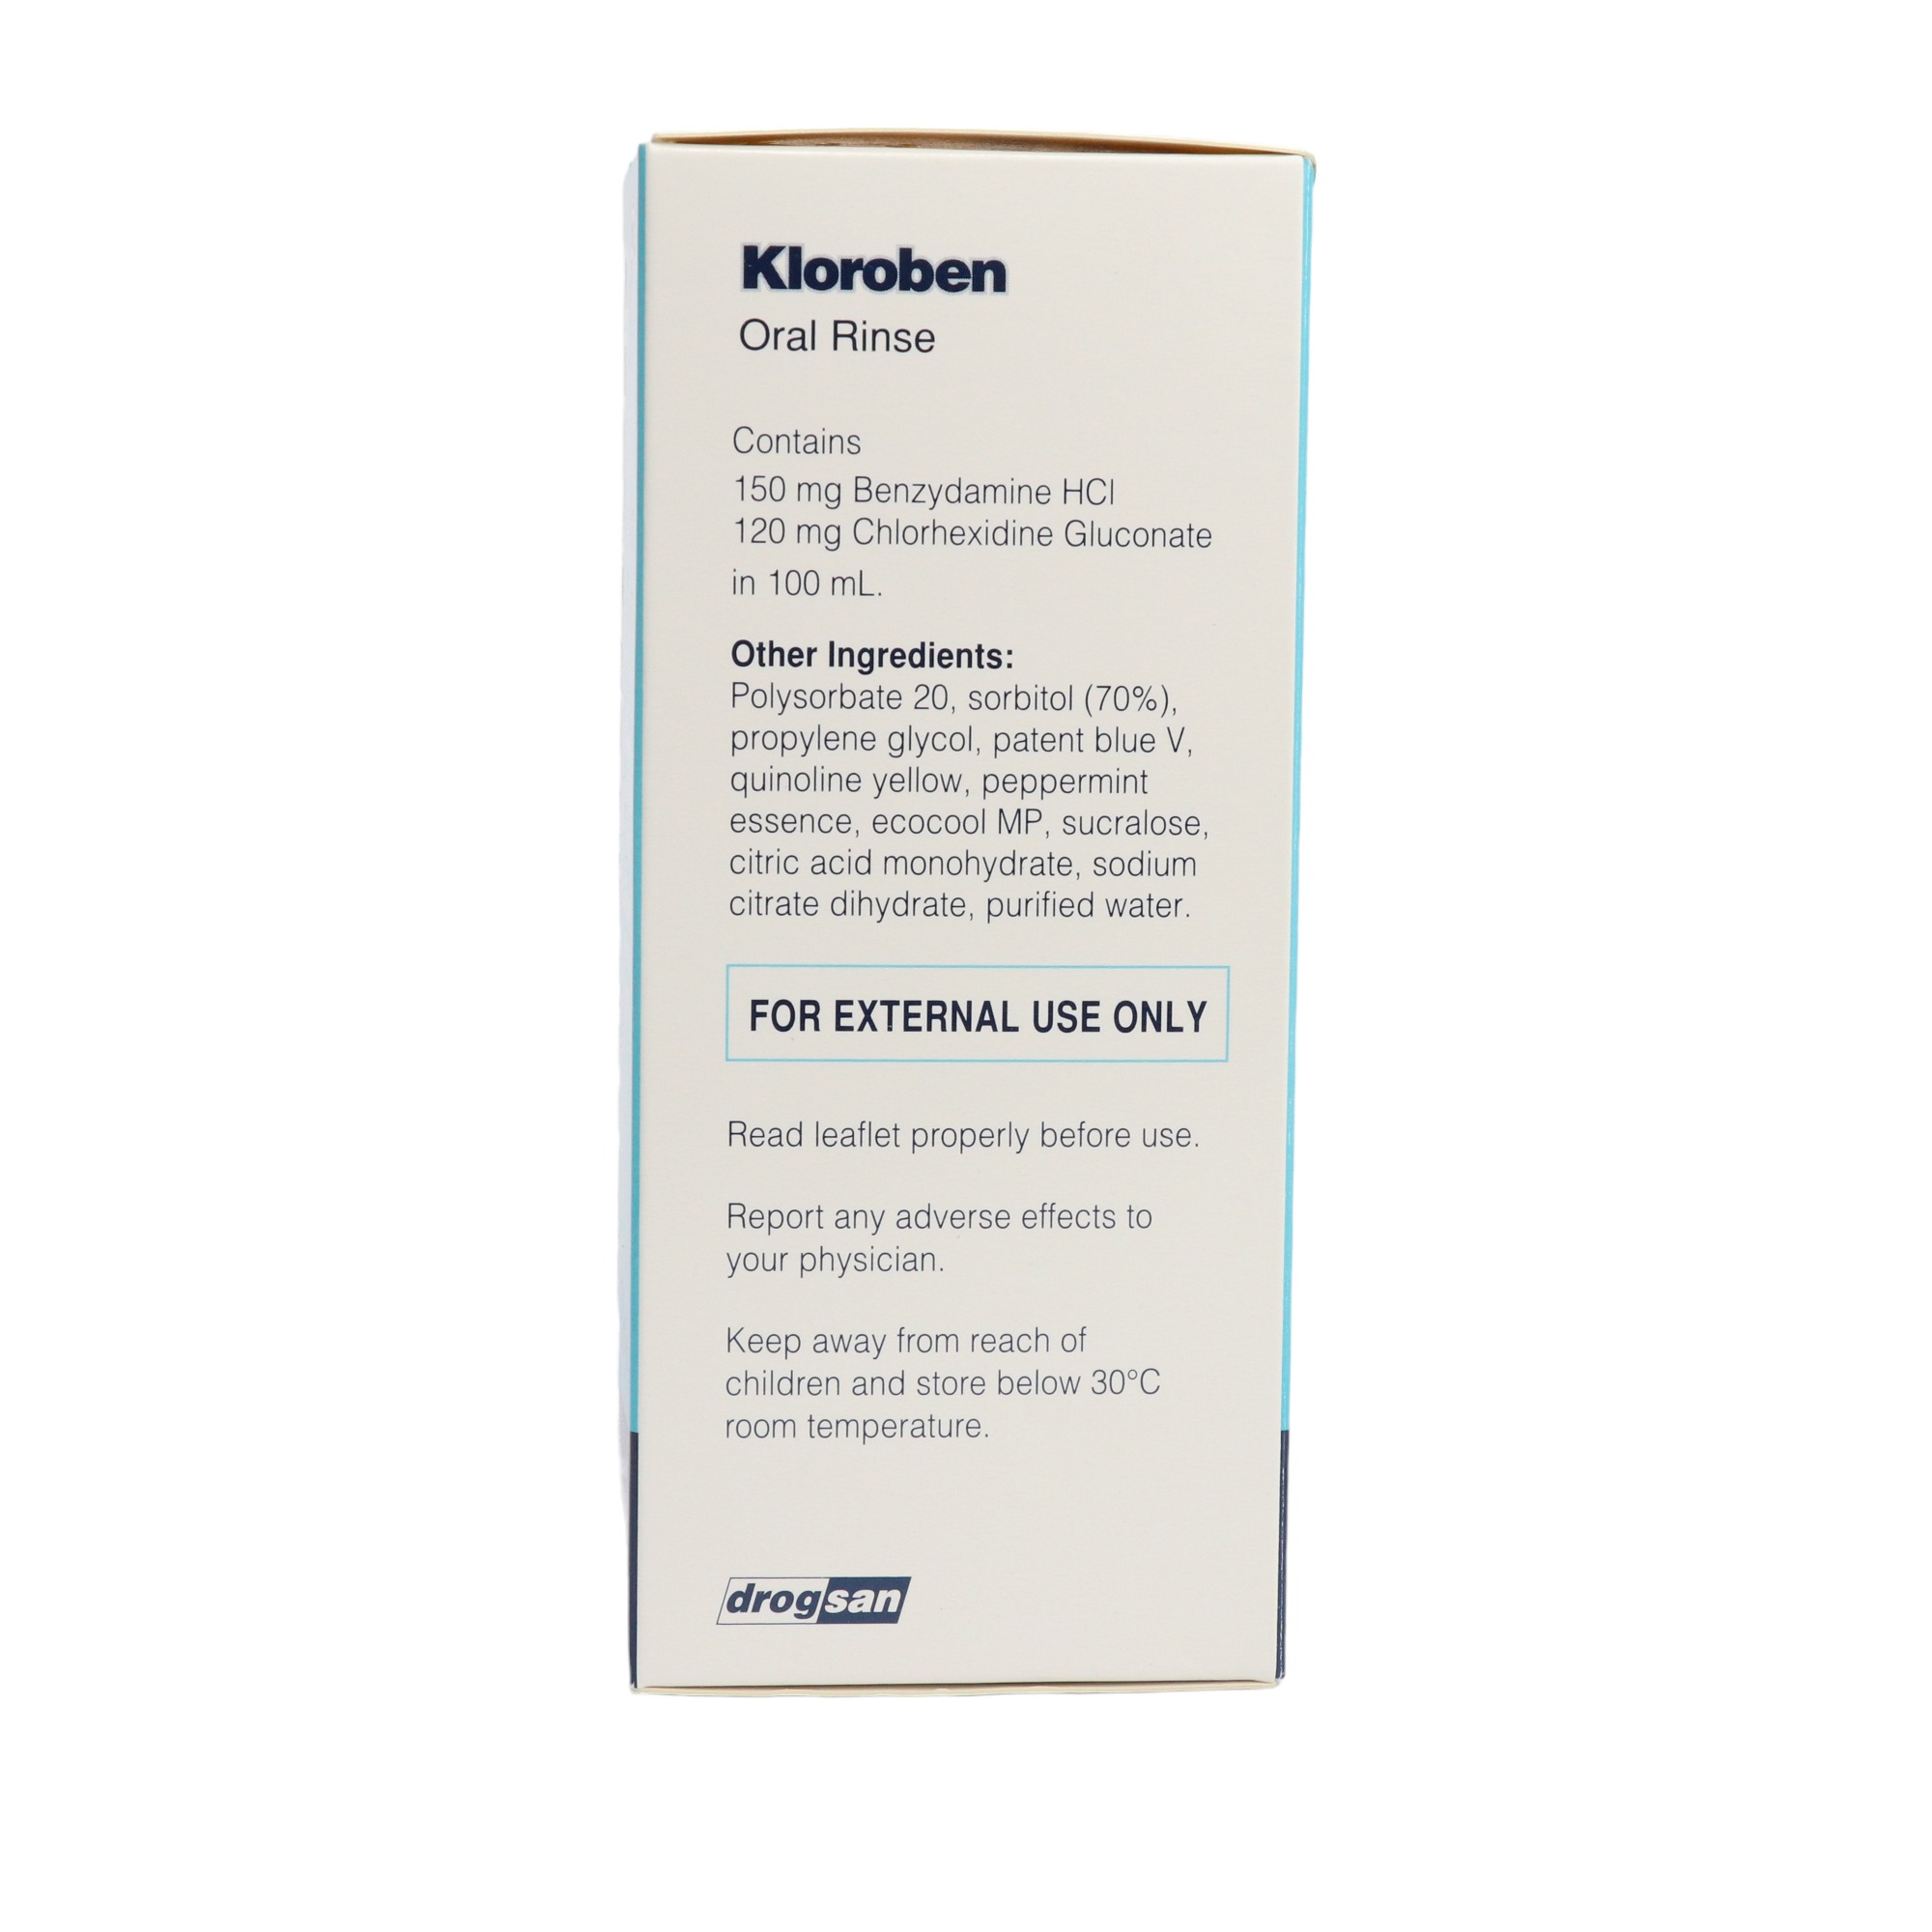 Kloroben
Oral Rinse
Contains
150 mg Benzydamine HCl
120 mg Chlorhexidine Gluconate
in 100 mL.
Other Ingredients:
Polysorbate 20, sorbitol (70%),
propylene glycol, patent blue V,
quinoline yellow, peppermint
essence, ecocool MP, sucralose,
citric acid monohydrate, sodium
citrate dihydrate, purified water.
FOR EXTERNAL USE ONLY
Read leaflet properly before use.
Report any adverse effects to
your physician.
Keep away from reach of
children and store below 30°C
room temperature.
drogsan